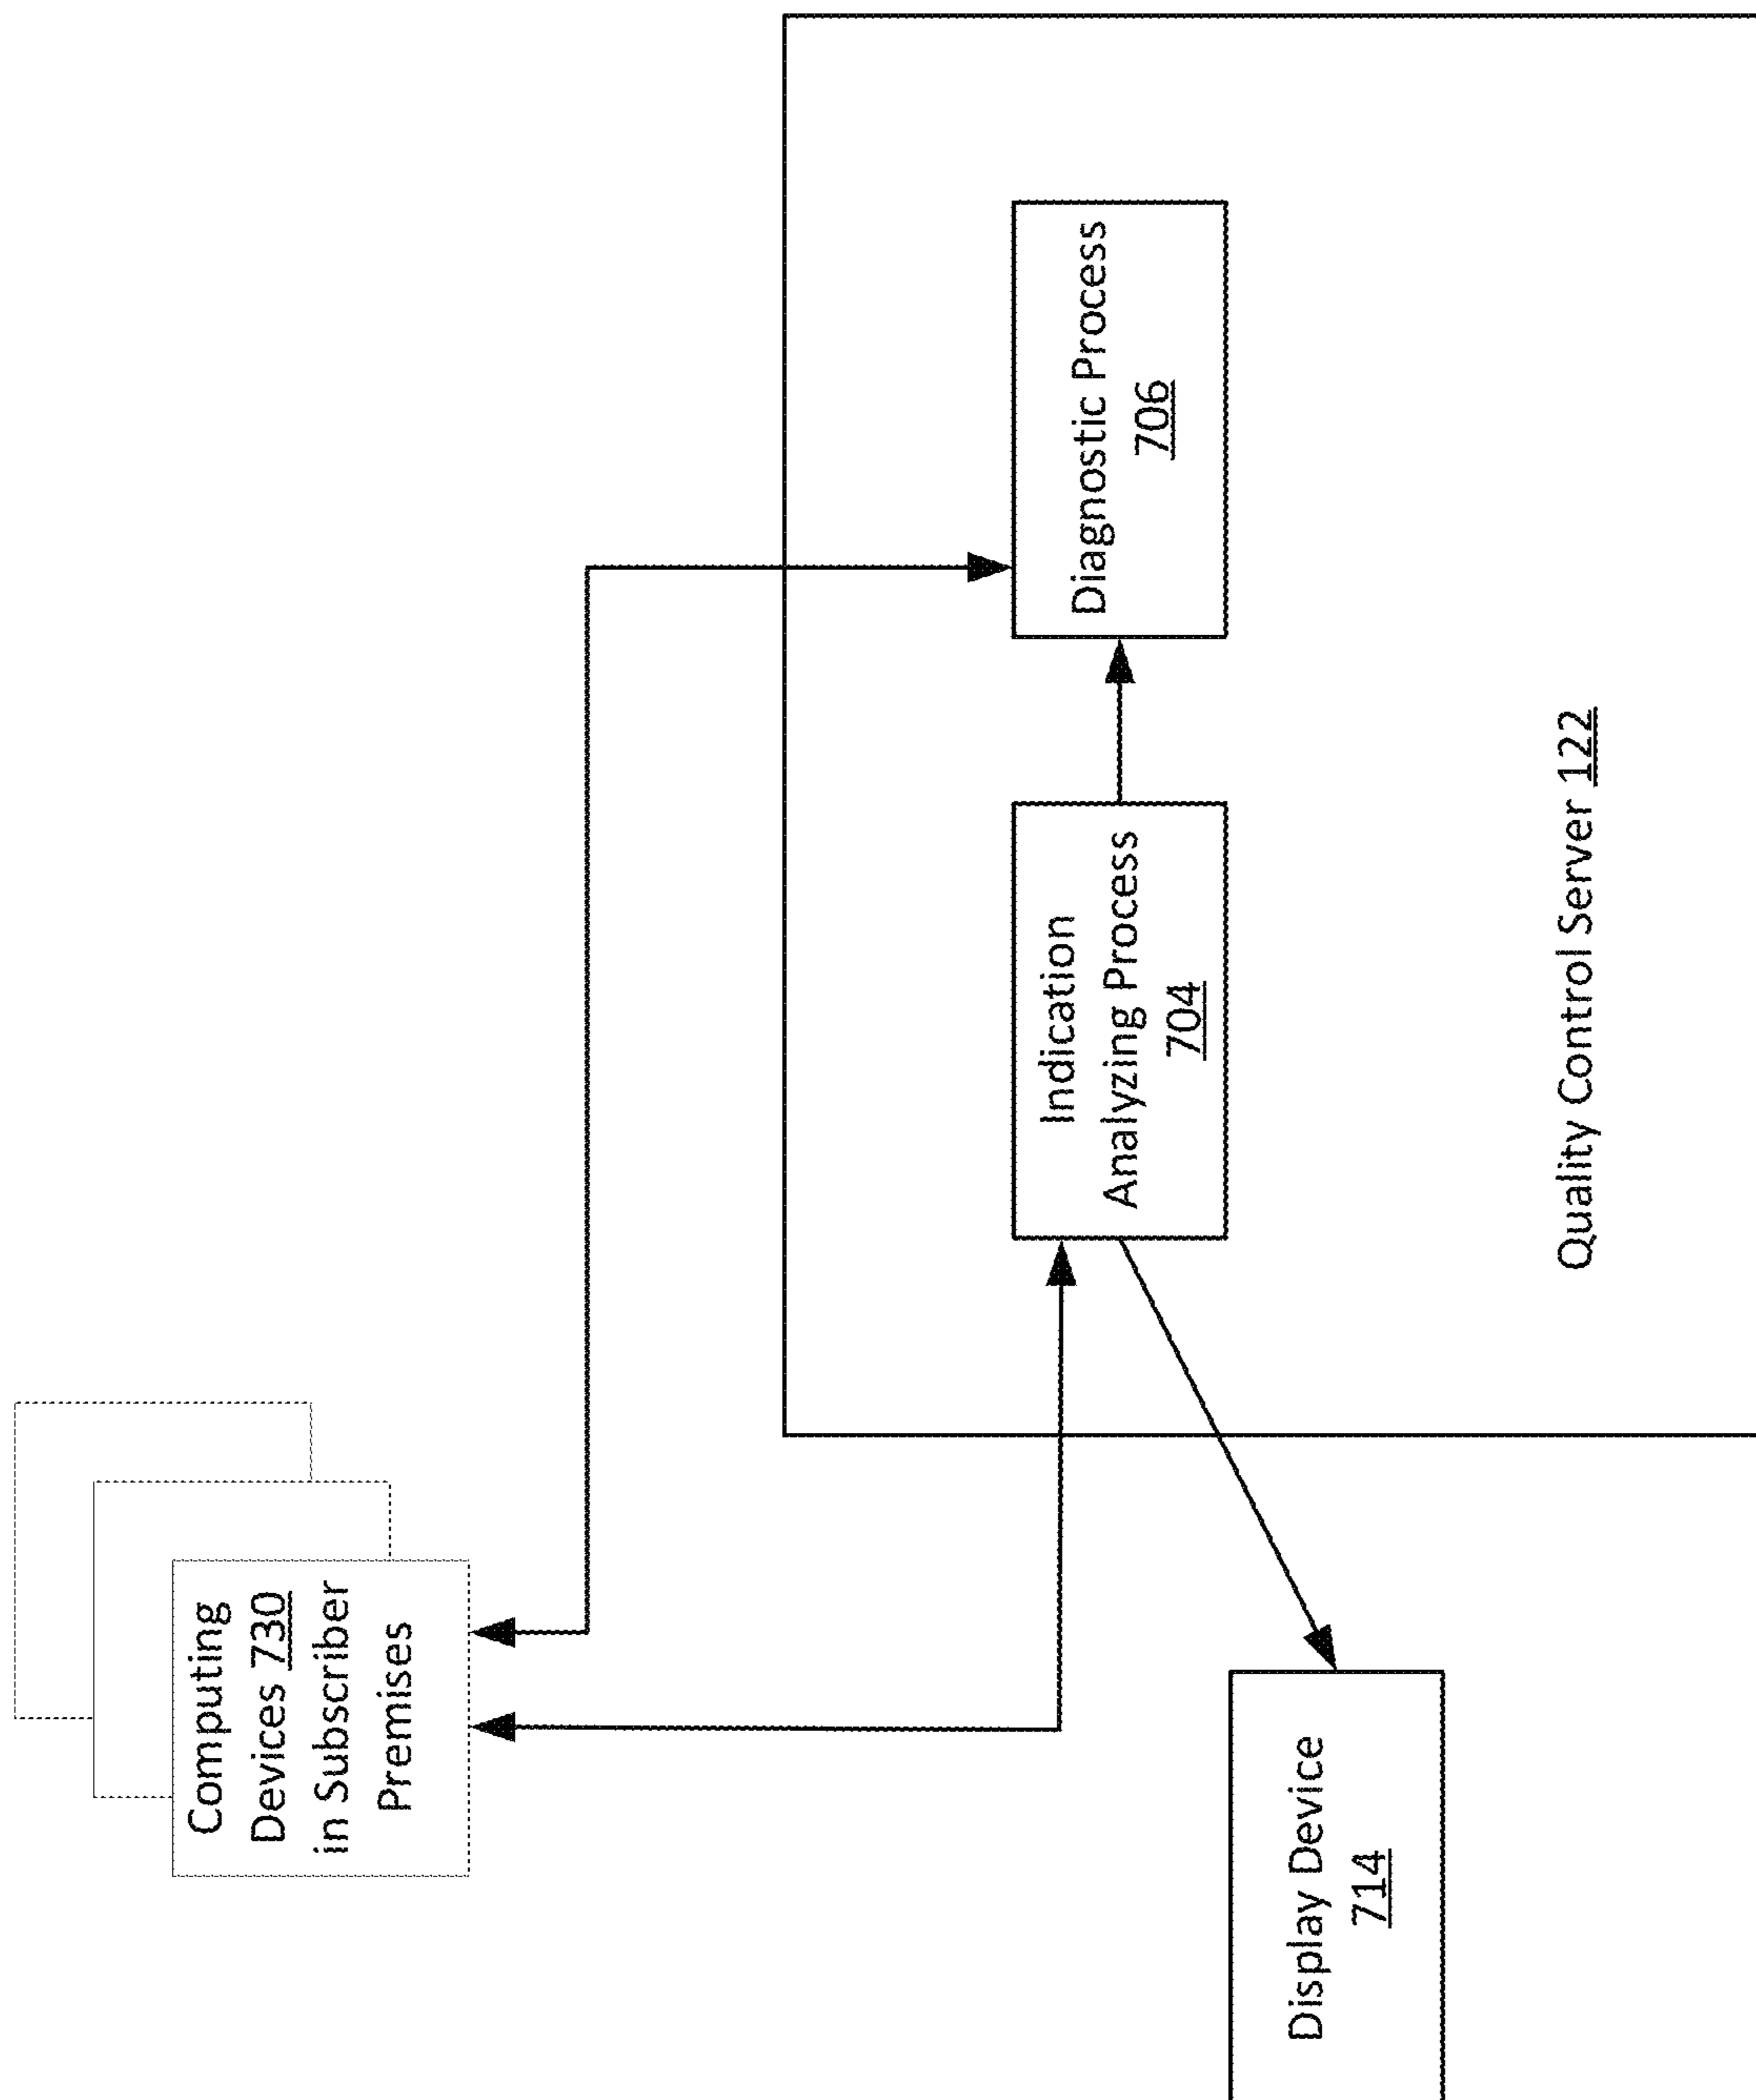 Computing
Devices 730
in Subscriber
Premises
Indication
Analyzing Process
704
Diagnostic Process
706
Display Device
714
Quality Control Server 122